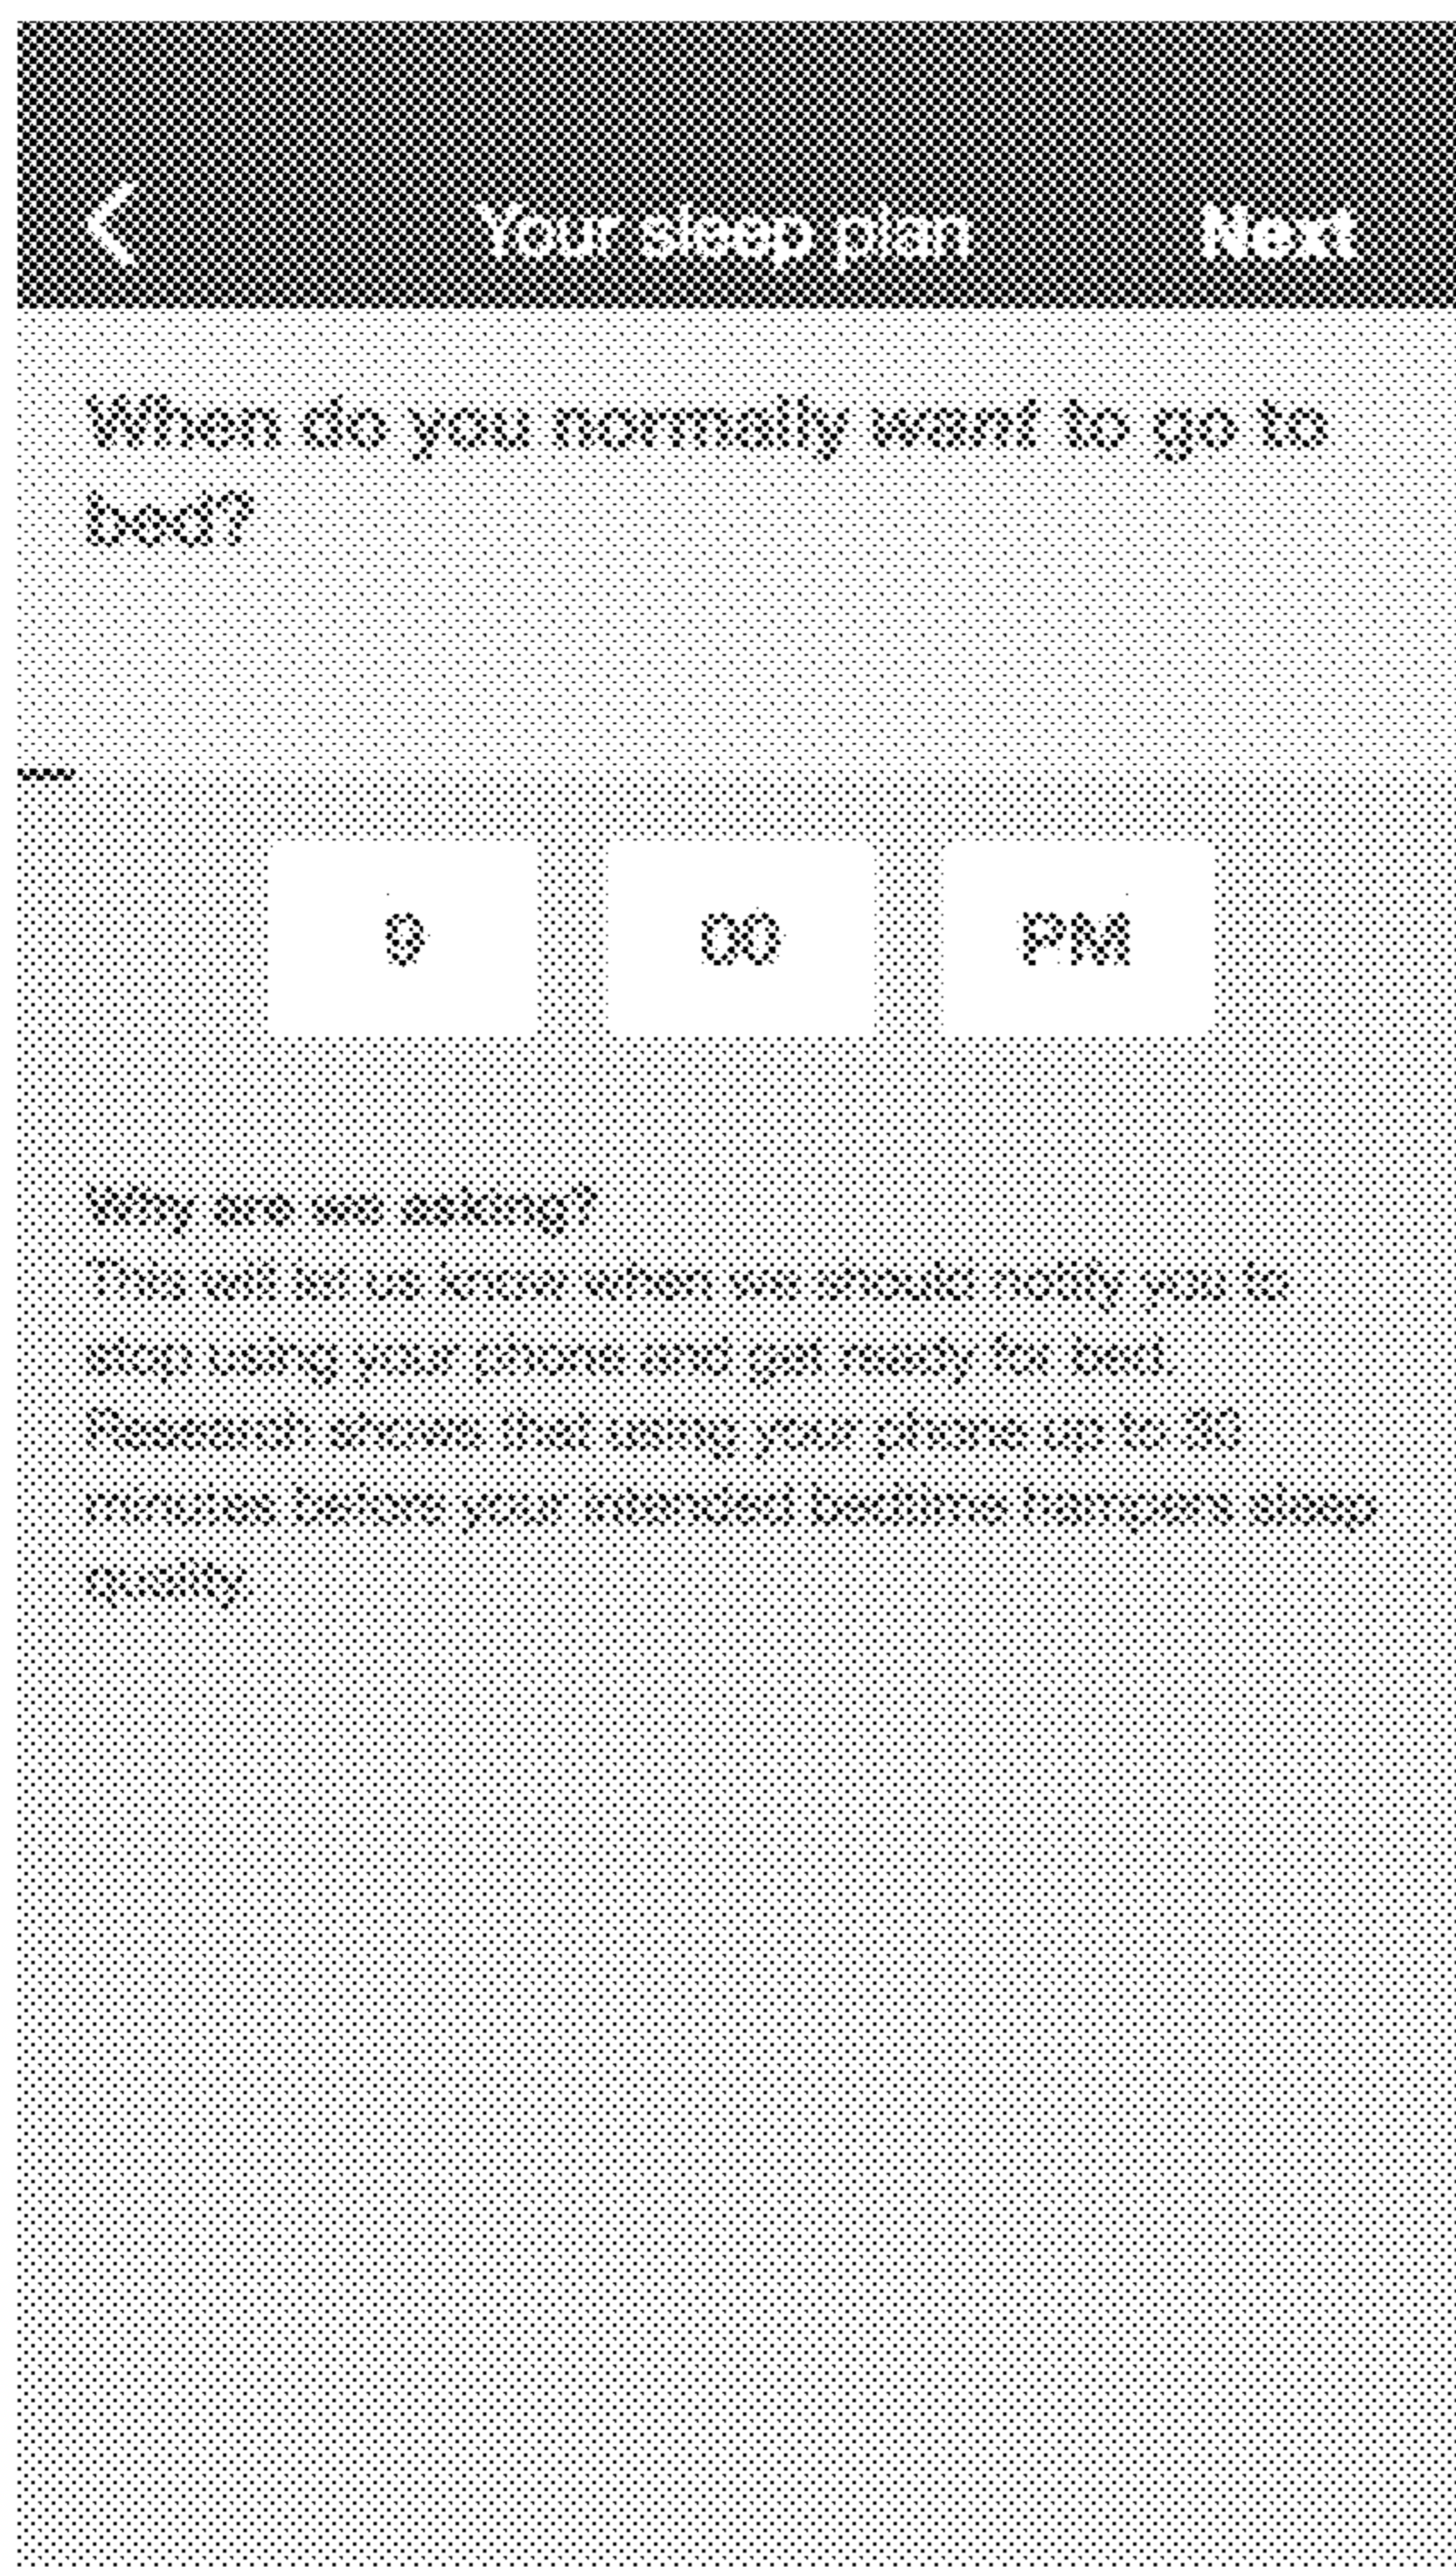 Your sleep plan
Next
When do you normally want to go to
bed?
9
00
PM
Why are we asking?
This will let us know when we should notify you to
stop using your phone and get ready for bed.
Research shows that using your phone up to 30
minutes before your intended bedtime hampers sleep
quality